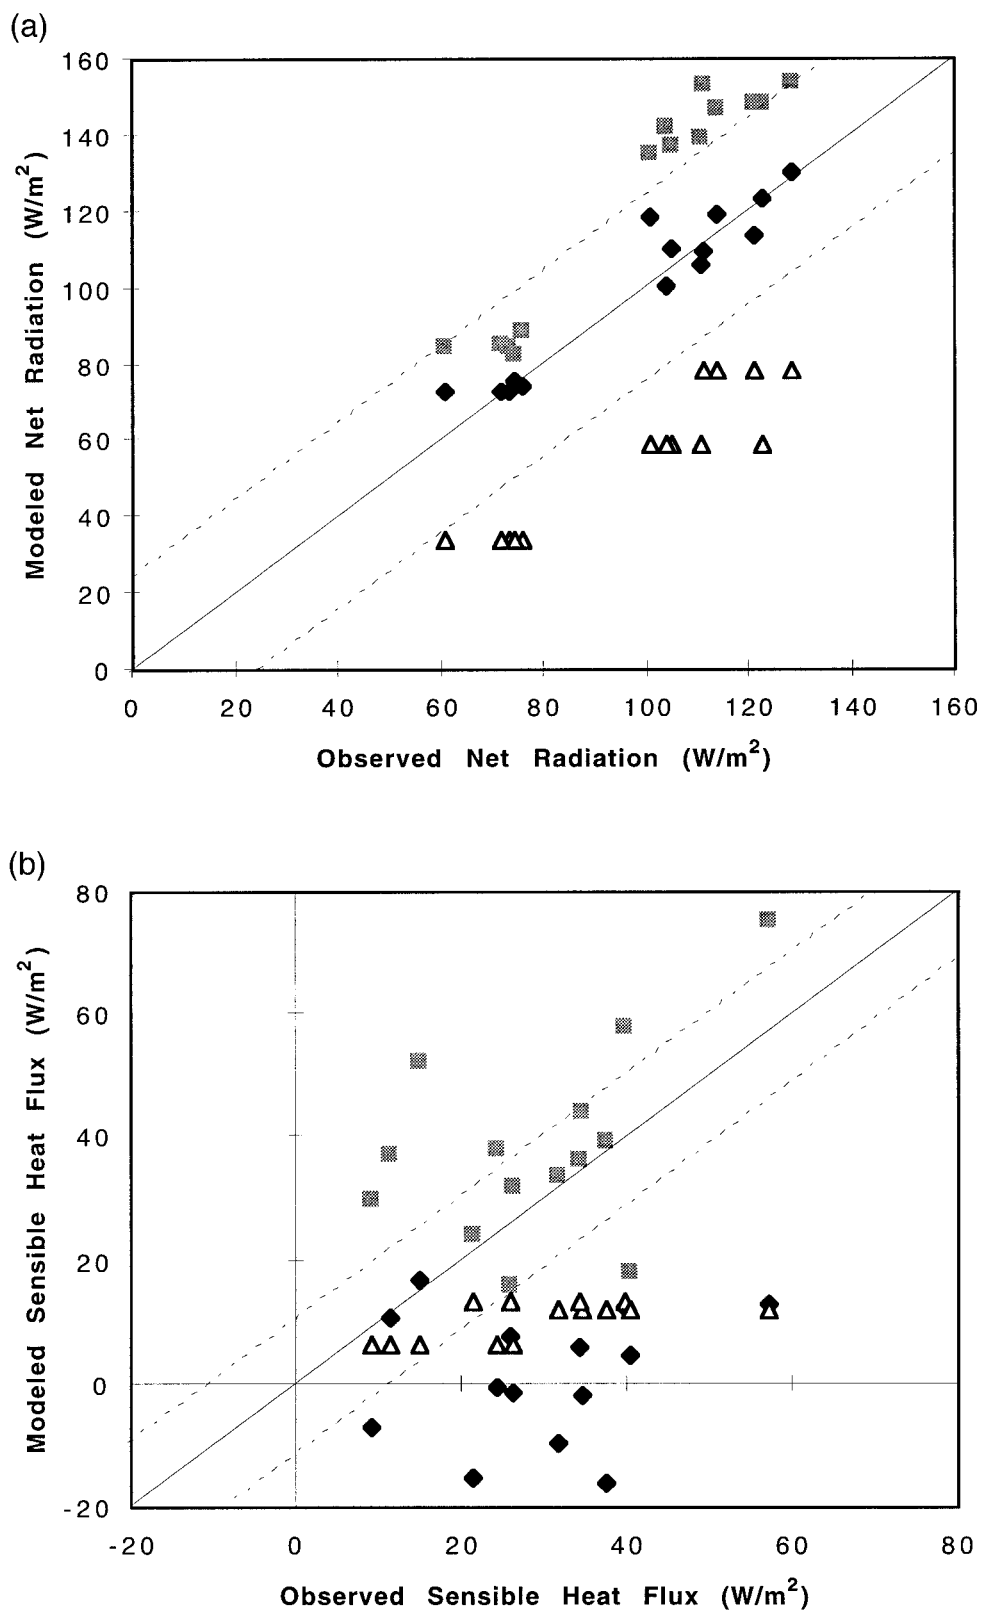 (a)
160
140
120
100
80
60
40
20
0
Modeled Net Radiation (W/m²)
0 20 40 60 80 100 120 140 160
Observed Net Radiation (W/m²)
(b)
80
60
40
20
0
-20
Modeled Sensible Heat Flux (W/m²)
-20 0 20 40 60 80
Observed Sensible Heat Flux (W/m²)